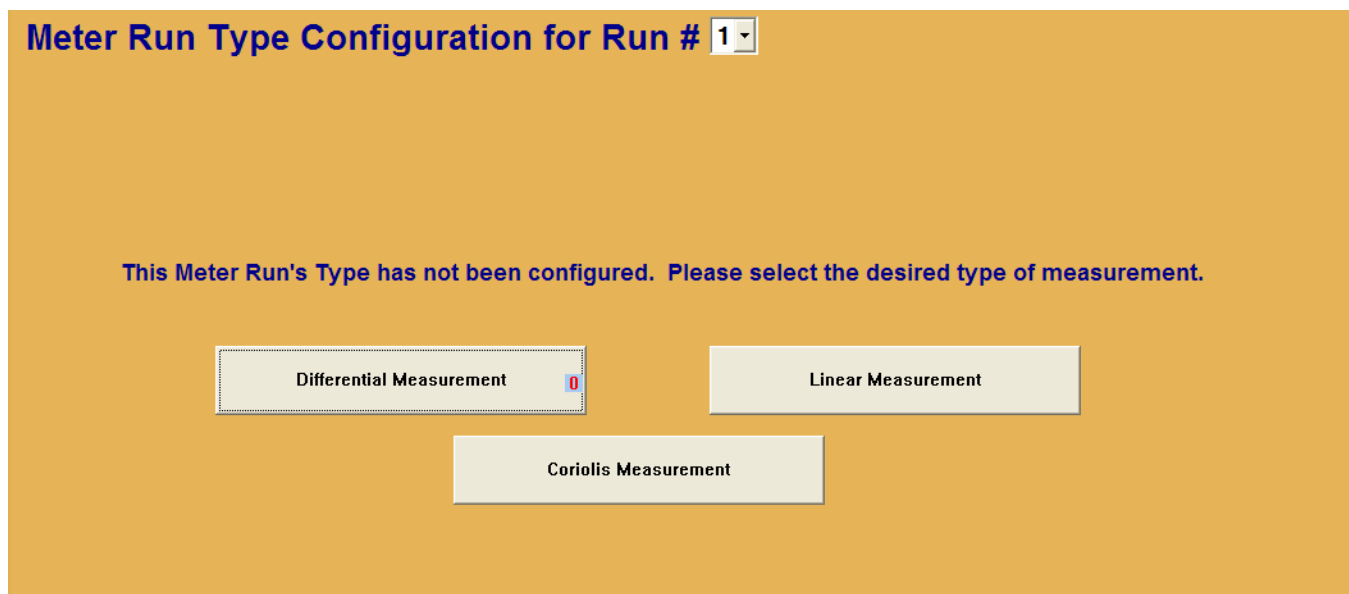 Meter Run Type Configuration for Run # 1
This Meter Run's Type has not been configured. Please select the desired type of measurement.
Differential Measurement 0
Linear Measurement
Coriolis Measurement